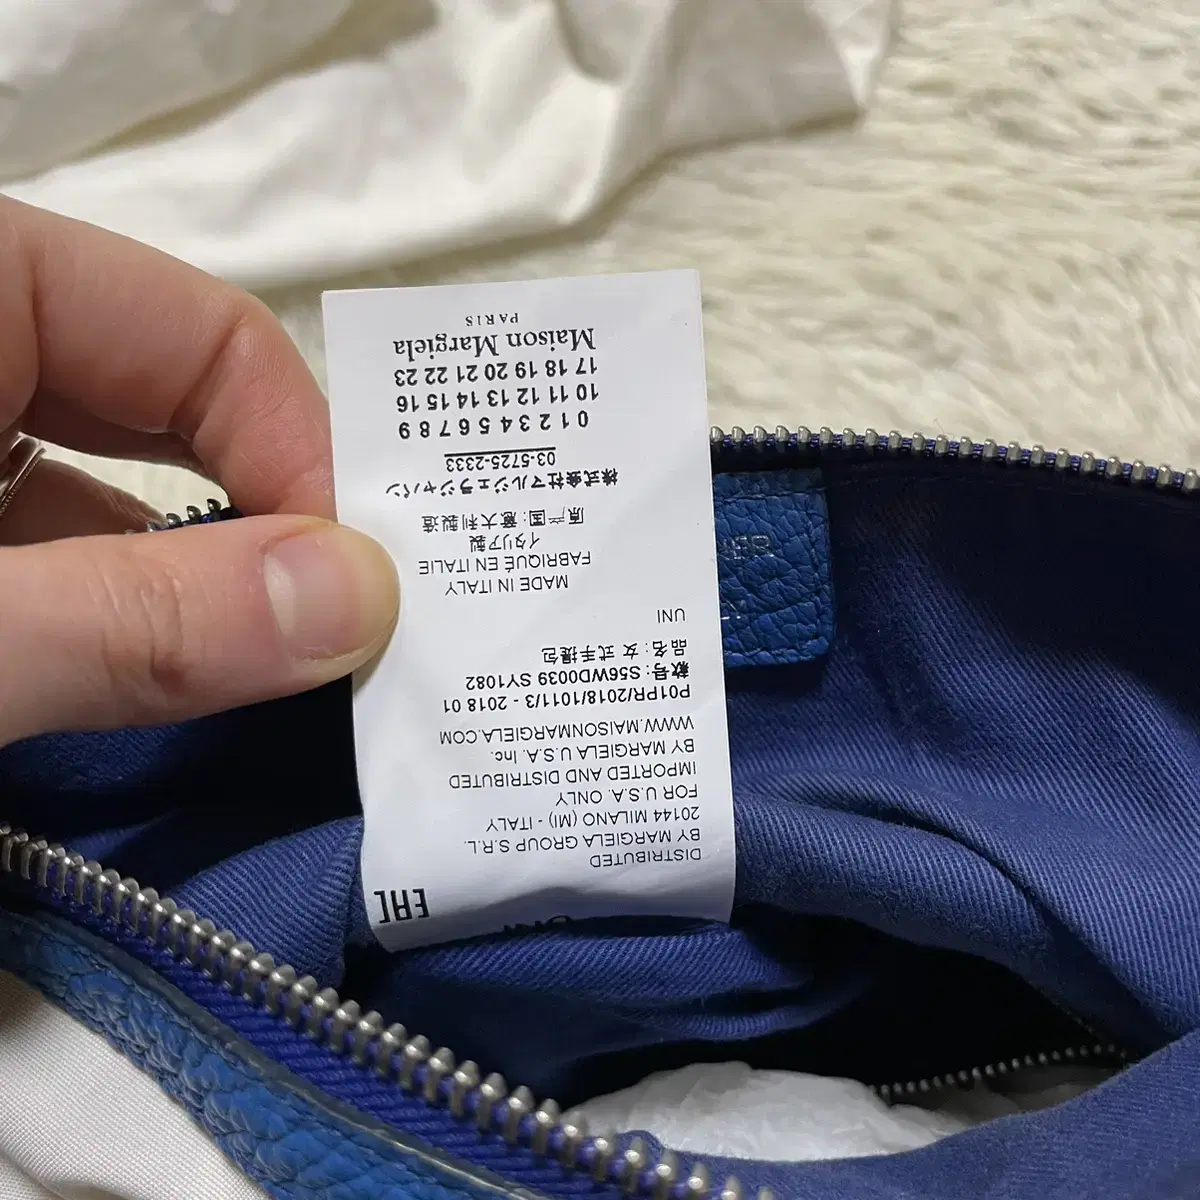 Maison Margiela
PARIS
17 18 19 20 21 22 23
10 11 12 13 14 15 16
0 1 2 3 4 5 6 7 8 9
03-5725-2333
株式会社マルジェラジャパン
原产国:意大利製造
イタリア製
FABRIQUÉ EN ITALIE
MADE IN ITALY
UNI
品名:女式手提包
款号:S56WD0039 SY1082
P01PR/2018/1011/3 - 2018 01
WWW.MAISONMARGIELA.COM
BY MARGIELA U.S.A. Inc.
IMPORTED AND DISTRIBUTED
FOR U.S.A. ONLY
20144 MILANO (MI) - ITALY
BY MARGIELA GROUP S.R.L.
DISTRIBUTED
EAC